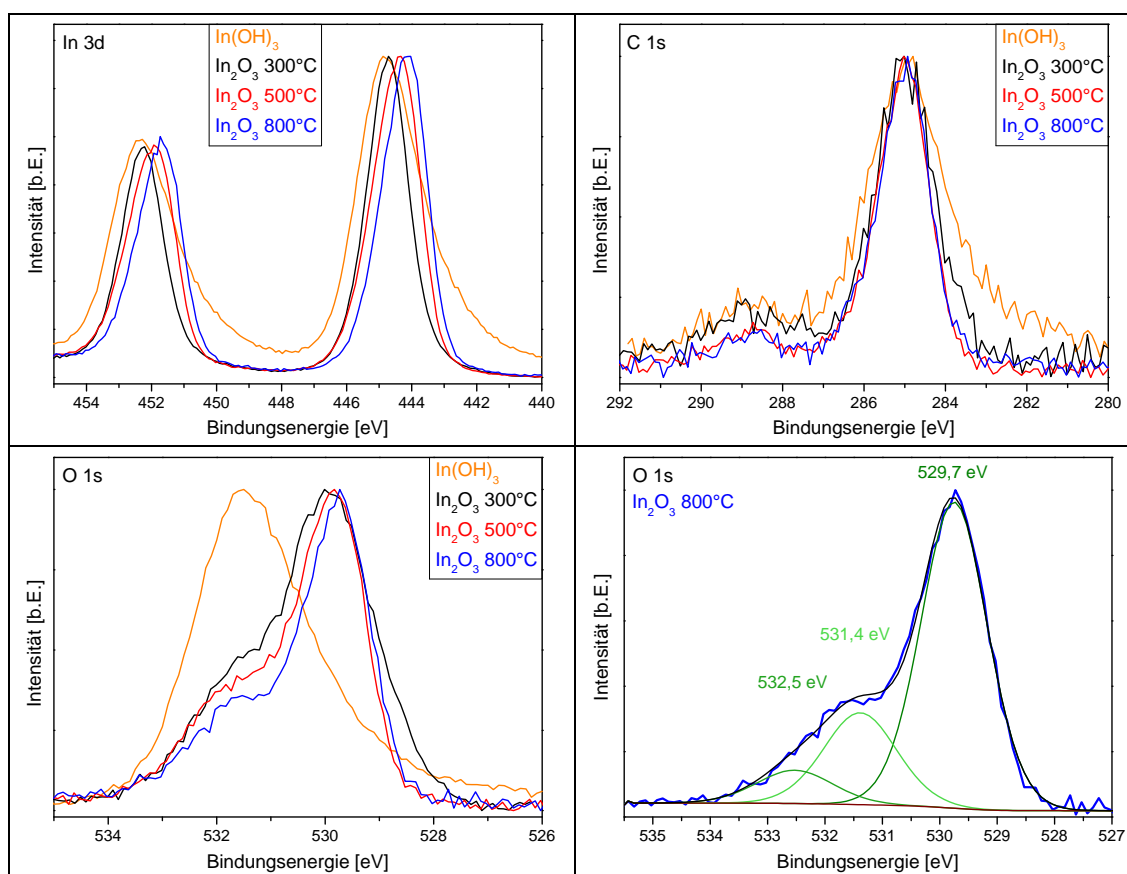 In 3d
In(OH)₃
In₂O₃ 300°C
In₂O₃ 500°C
In₂O₃ 800°C
Intensität [b.E.]
454 452 450 448 446 444 442 440
Bindungsenergie [eV]
C 1s
In(OH)₃
In₂O₃ 300°C
In₂O₃ 500°C
In₂O₃ 800°C
Intensität [b.E.]
292 290 288 286 284 282 280
Bindungsenergie [eV]
O 1s
In(OH)₃
In₂O₃ 300°C
In₂O₃ 500°C
In₂O₃ 800°C
Intensität [b.E.]
534 532 530 528 526
Bindungsenergie [eV]
O 1s
In₂O₃ 800°C
529,7 eV
531,4 eV
532,5 eV
Intensität [b.E.]
535 534 533 532 531 530 529 528 527
Bindungsenergie [eV]